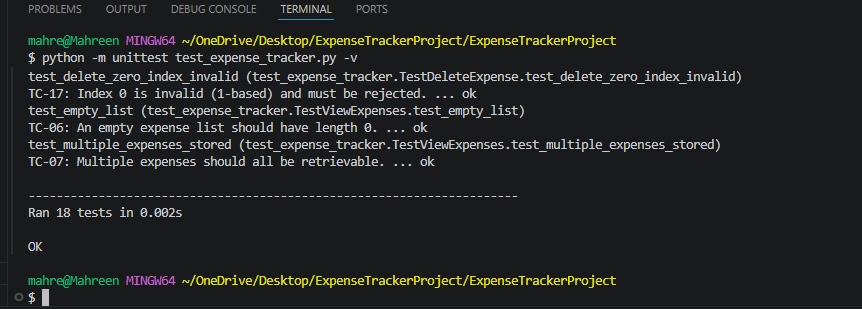 PROBLEMS OUTPUT DEBUG CONSOLE TERMINAL PORTS
mahre@Mahreen MINGW64 ~/OneDrive/Desktop/ExpenseTrackerProject/ExpenseTrackerProject
$ python -m unittest test_expense_tracker.py -v
test_delete_zero_index_invalid (test_expense_tracker.TestDeleteExpense.test_delete_zero_index_invalid)
TC-17: Index 0 is invalid (1-based) and must be rejected. ... ok
test_empty_list (test_expense_tracker.TestViewExpenses.test_empty_list)
TC-06: An empty expense list should have length 0. ... ok
test_multiple_expenses_stored (test_expense_tracker.TestViewExpenses.test_multiple_expenses_stored)
TC-07: Multiple expenses should all be retrievable. ... ok
----------------------------------------------------------------------
Ran 18 tests in 0.002s
OK
mahre@Mahreen MINGW64 ~/OneDrive/Desktop/ExpenseTrackerProject/ExpenseTrackerProject
$